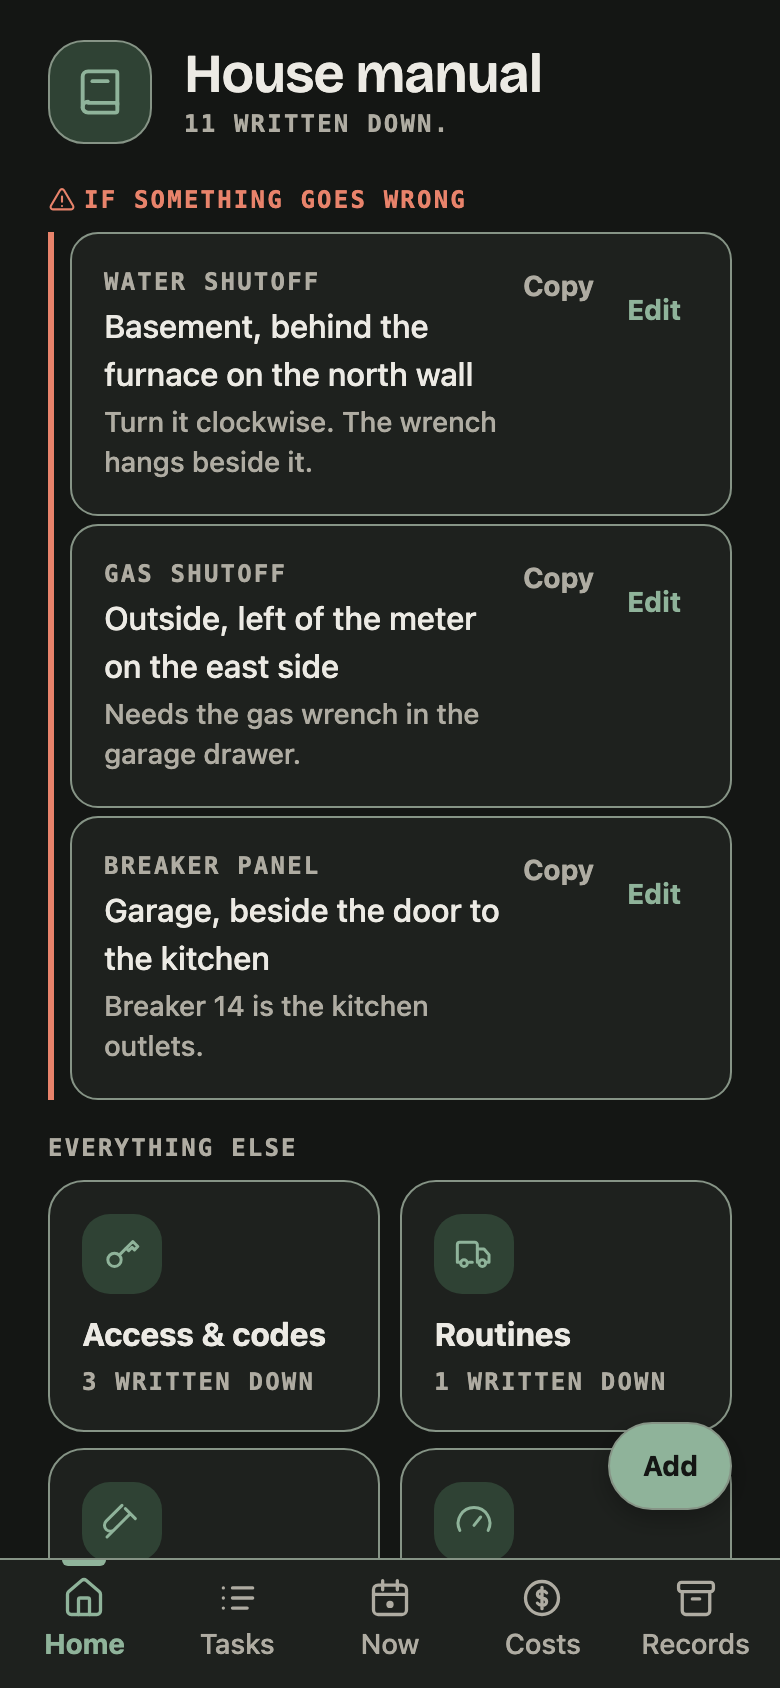 House manual
11 WRITTEN DOWN.
IF SOMETHING GOES WRONG
WATER SHUTOFF
Copy
Edit
Basement, behind the
furnace on the north wall
Turn it clockwise. The wrench
hangs beside it.
GAS SHUTOFF
Copy
Edit
Outside, left of the meter
on the east side
Needs the gas wrench in the
garage drawer.
BREAKER PANEL
Copy
Edit
Garage, beside the door to
the kitchen
Breaker 14 is the kitchen
outlets.
EVERYTHING ELSE
Access & codes
3 WRITTEN DOWN
Routines
1 WRITTEN DOWN
Add
Home
Tasks
Now
Costs
Records